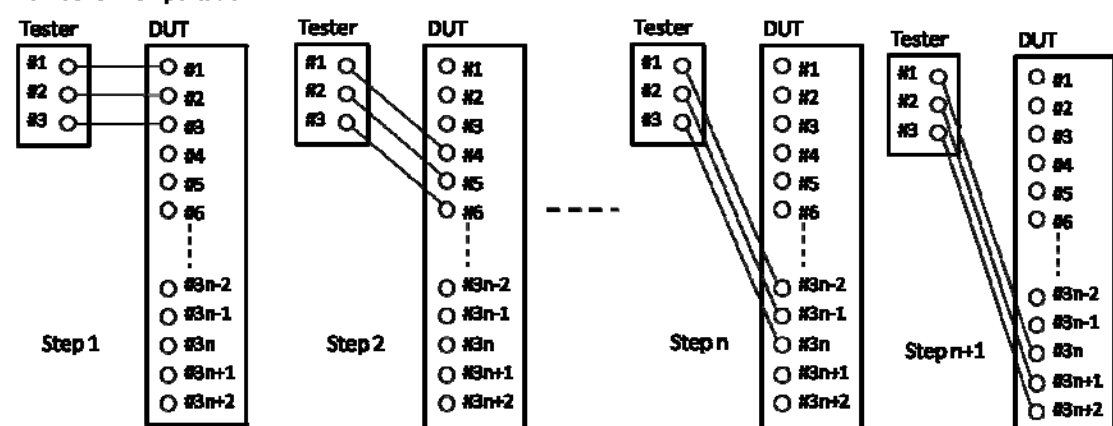 Tester DUT
#1 #1
#2 #2
#3 #3
#4
#5
#6
#3n-2
#3n-1
#3n
#3n+1
#3n+2
Step 1
Tester DUT
#1 #1
#2 #2
#3 #3
#4
#5
#6
#3n-2
#3n-1
#3n
#3n+1
#3n+2
Step 2
Tester DUT
#1 #1
#2 #2
#3 #3
#4
#5
#6
#3n-2
#3n-1
#3n
#3n+1
#3n+2
Step n
Tester DUT
#1 #1
#2 #2
#3 #3
#4
#5
#6
#3n-2
#3n-1
#3n
#3n+1
#3n+2
Step n+1